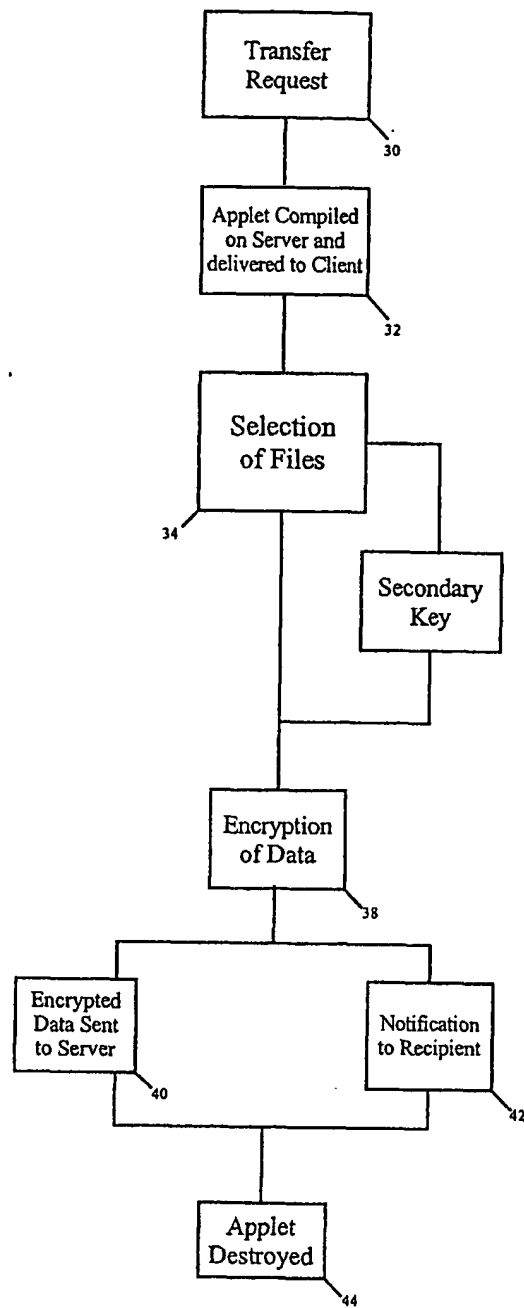 Transfer
Request
30
Applet Compiled
on Server and
delivered to Client
32
Selection
of Files
34
Secondary
Key
Encryption
of Data
38
Encrypted
Data Sent
to Server
40
Notification
to Recipient
42
Applet
Destroyed
44